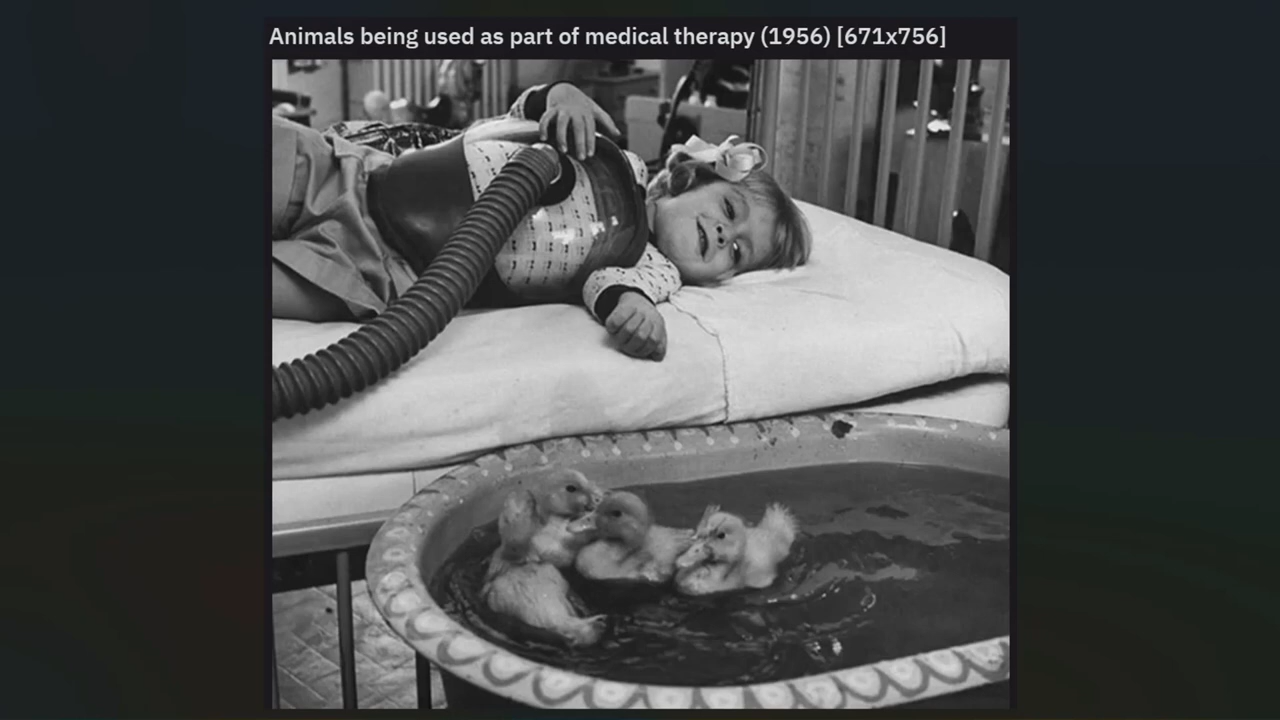 Animals being used as part of medical therapy (1956) [671x756]